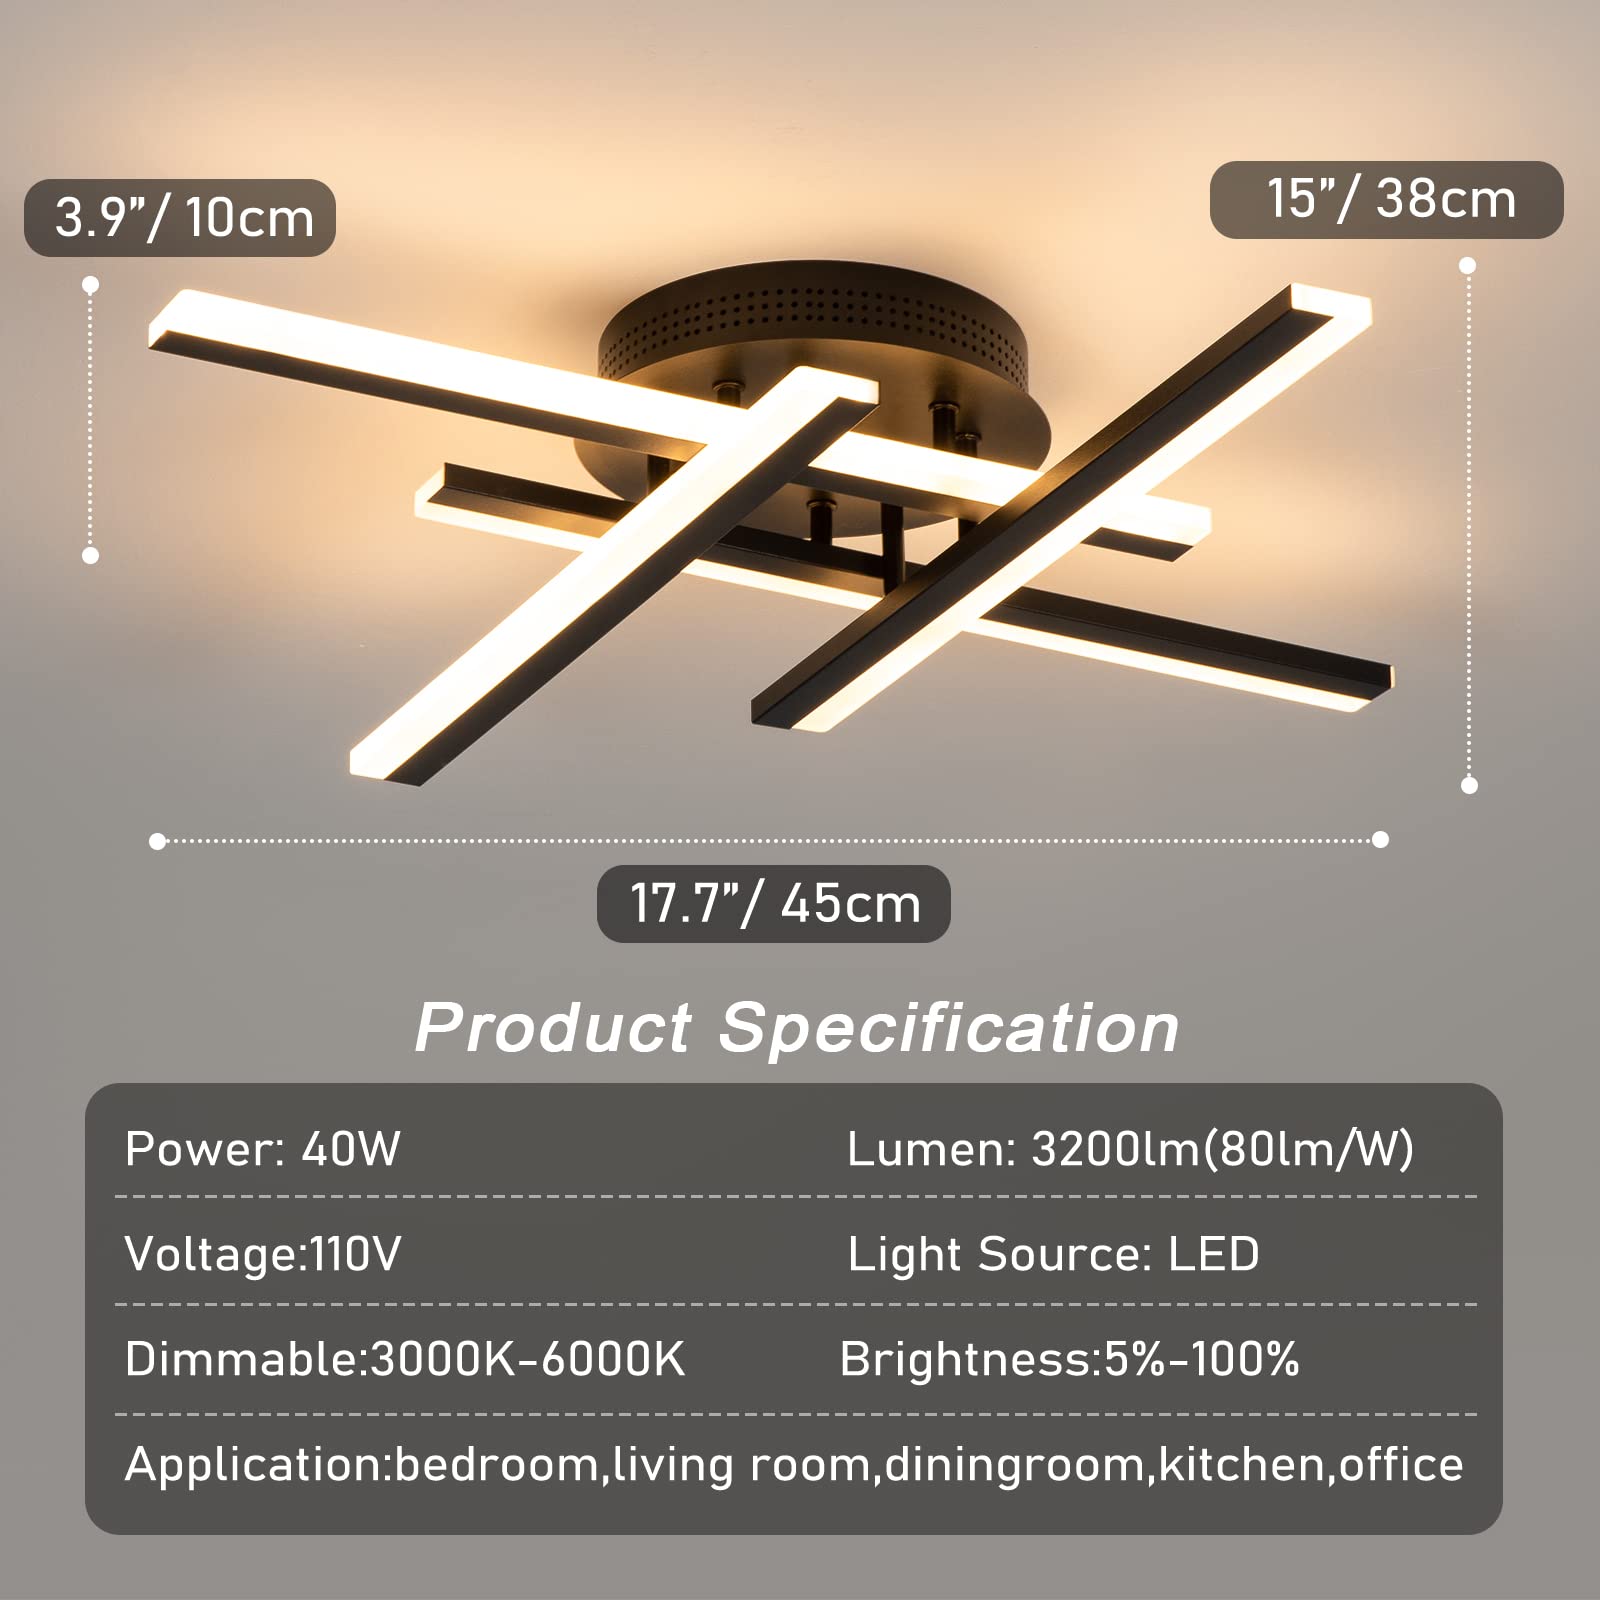 3.9”/ 10cm
15”/ 38cm
17.7”/ 45cm
Product Specification
Power: 40W
Lumen: 3200lm(80lm/W)
Voltage:110V
Light Source: LED
Dimmable:3000K-6000K
Brightness:5%-100%
Application:bedroom,living room,diningroom,kitchen,office